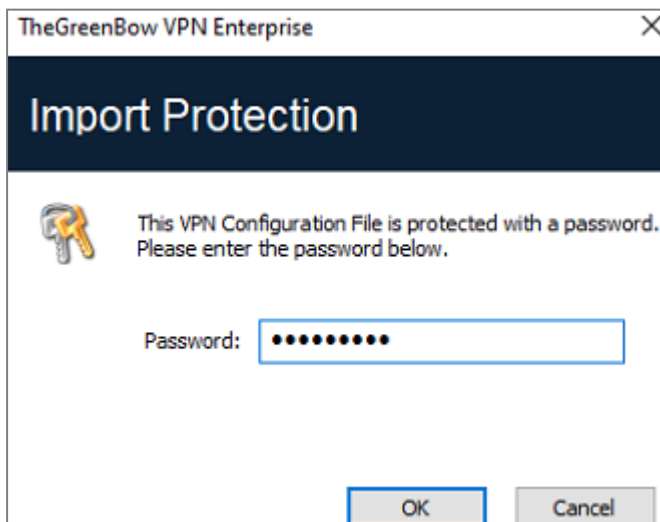 TheGreenBow VPN Enterprise
Import Protection
This VPN Configuration File is protected with a password.
Please enter the password below.
Password: •••••••••
OK Cancel